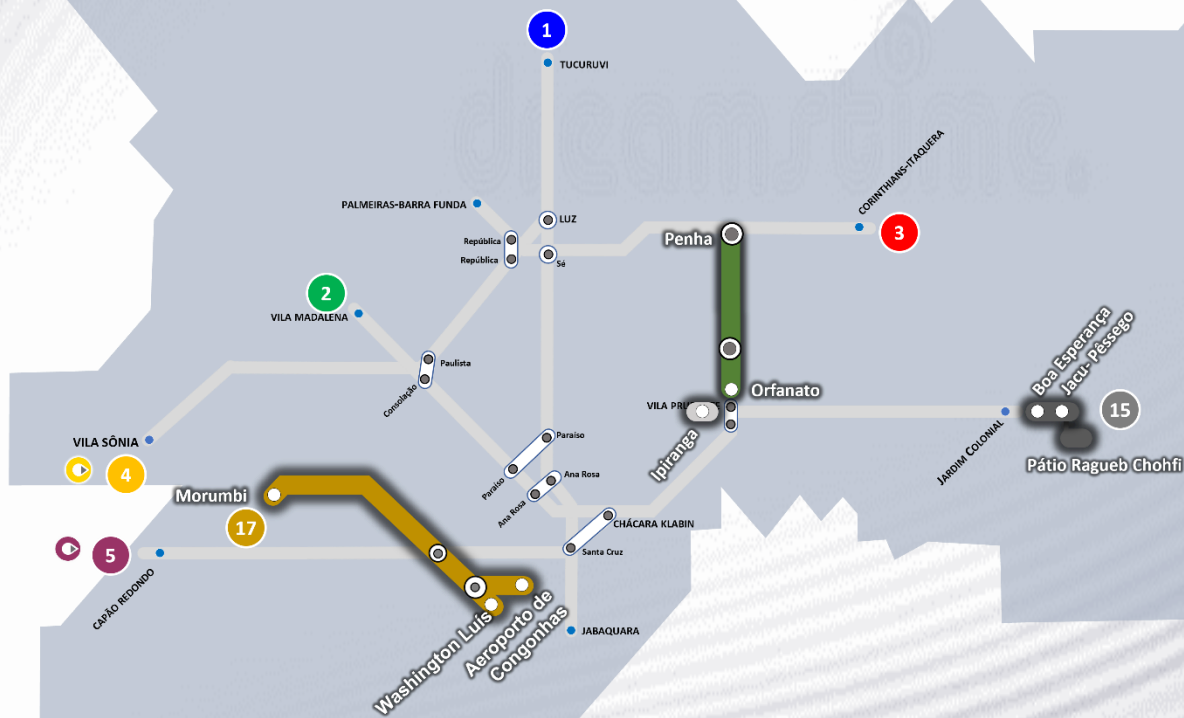 1
TUCURUVI
dreamstime
CORINTHIANS-ITAQUERA
PALMEIRAS-BARRA FUNDA
LUZ
República
República
Sé
Penha
3
2
VILA MADALENA
Paulista
Consolação
Boa Esperança
Jacu- Pêssego
Orfanato
VILA
15
Ipiranga
JARDIM COLONIAL
Pátio Ragueb Chohfi
VILA SÔNIA
4
Paraíso
Paraíso
Ana Rosa
Ana Rosa
Morumbi
17
CHÁCARA KLABIN
Santa Cruz
5
CAPÃO REDONDO
Washington Luís
Aeroporto de
Congonhas
JABAQUARA